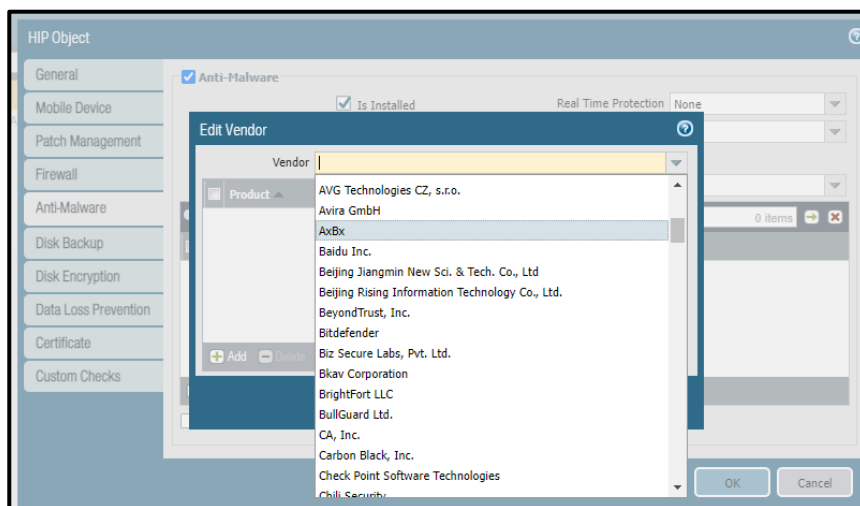 HIP Object
General
Mobile Device
Patch Management
Firewall
Anti-Malware
Disk Backup
Disk Encryption
Data Loss Prevention
Certificate
Custom Checks
Anti-Malware
Is Installed
Real Time Protection None
Edit Vendor
Vendor
Product
0 items
AVG Technologies CZ, s.r.o.
Avira GmbH
AxBx
Baidu Inc.
Beijing Jiangmin New Sci. & Tech. Co., Ltd
Beijing Rising Information Technology Co., Ltd.
BeyondTrust, Inc.
Bitdefender
Biz Secure Labs, Pvt. Ltd.
Bkav Corporation
BrightFort LLC
BullGuard Ltd.
CA, Inc.
Carbon Black, Inc.
Check Point Software Technologies
Chili Security
Add Delete
OK Cancel